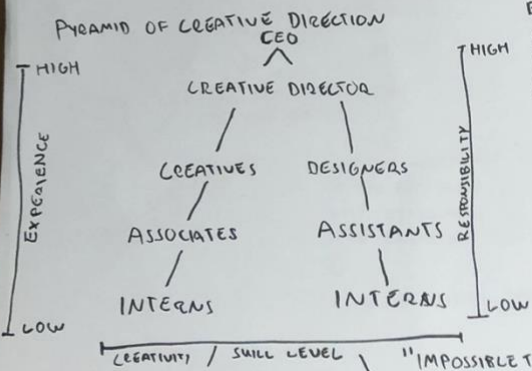 PYRAMID OF CREATIVE DIRECTION
CEO
HIGH
HIGH
CREATIVE DIRECTOR
EXPERIENCE
RESPONSIBILITY
CREATIVES DESIGNERS
ASSOCIATES ASSISTANTS
INTERNS INTERNS
LOW
LOW
CREATIVITY / SKILL LEVEL \ "IMPOSSIBLE